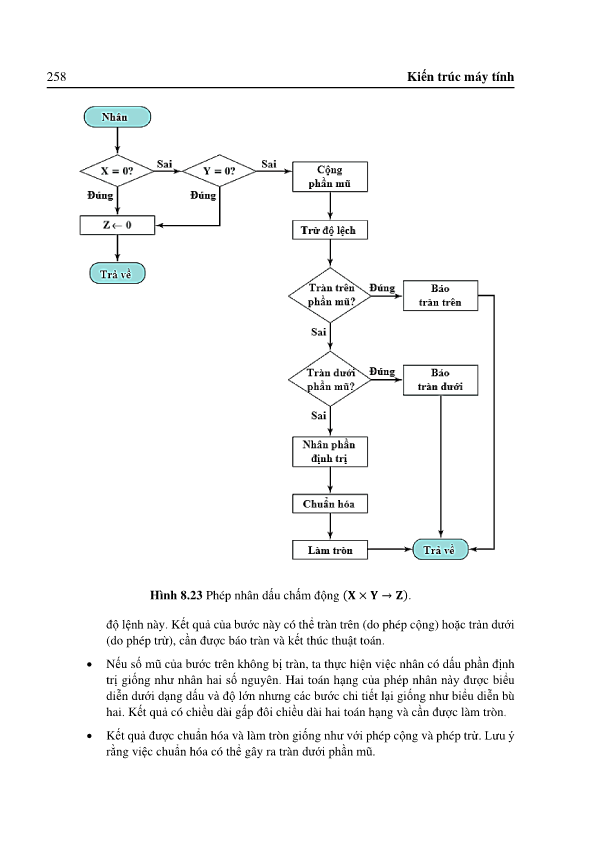 258 Kiến trúc máy tính
Nhân
X = 0?
Sai
Y = 0?
Sai
Cộng
phần mũ
Đúng
Đúng
Z ← 0
Trừ độ lệch
Trả về
Tràn trên
phần mũ?
Đúng
Báo
tràn trên
Sai
Tràn dưới
phần mũ?
Đúng
Báo
tràn dưới
Sai
Nhân phần
định trị
Chuẩn hóa
Làm tròn
Trả về
Hình 8.23 Phép nhân dấu chấm động (X × Y → Z).
độ lệnh này. Kết quả của bước này có thể tràn trên (do phép cộng) hoặc tràn dưới
(do phép trừ), cần được báo tràn và kết thúc thuật toán.
• Nếu số mũ của bước trên không bị tràn, ta thực hiện việc nhân có dấu phần định
trị giống như nhân hai số nguyên. Hai toán hạng của phép nhân này được biểu
diễn dưới dạng dấu và độ lớn nhưng các bước chi tiết lại giống như biểu diễn bù
hai. Kết quả có chiều dài gấp đôi chiều dài hai toán hạng và cần được làm tròn.
• Kết quả được chuẩn hóa và làm tròn giống như với phép cộng và phép trừ. Lưu ý
rằng việc chuẩn hóa có thể gây ra tràn dưới phần mũ.